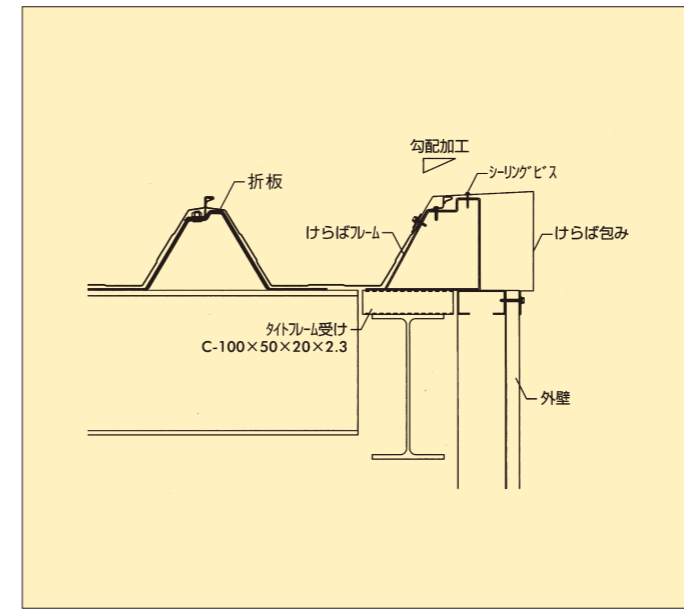 勾配加工
シーリングビス
折板
けらばフレーム
けらば包み
タイトフレーム受け
C-100×50×20×2.3
外壁